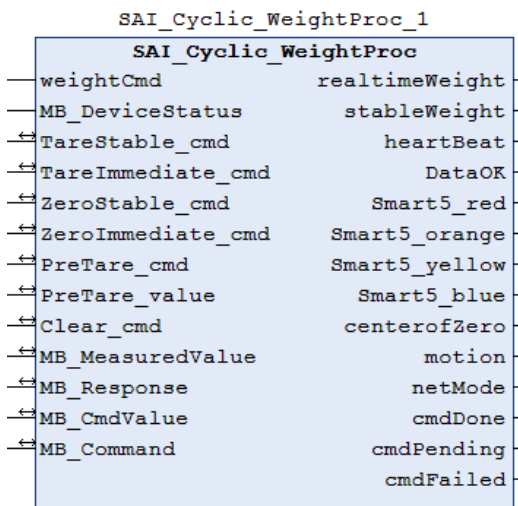 SAI_Cyclic_WeightProc_1
SAI_Cyclic_WeightProc
weightCmd realtimeWeight
MB_DeviceStatus stableWeight
TareStable_cmd heartBeat
TareImmediate_cmd DataOK
ZeroStable_cmd Smart5_red
ZeroImmediate_cmd Smart5_orange
PreTare_cmd Smart5_yellow
PreTare_value Smart5_blue
Clear_cmd centerofZero
MB_MeasuredValue motion
MB_Response netMode
MB_CmdValue cmdDone
MB_Command cmdPending
cmdFailed